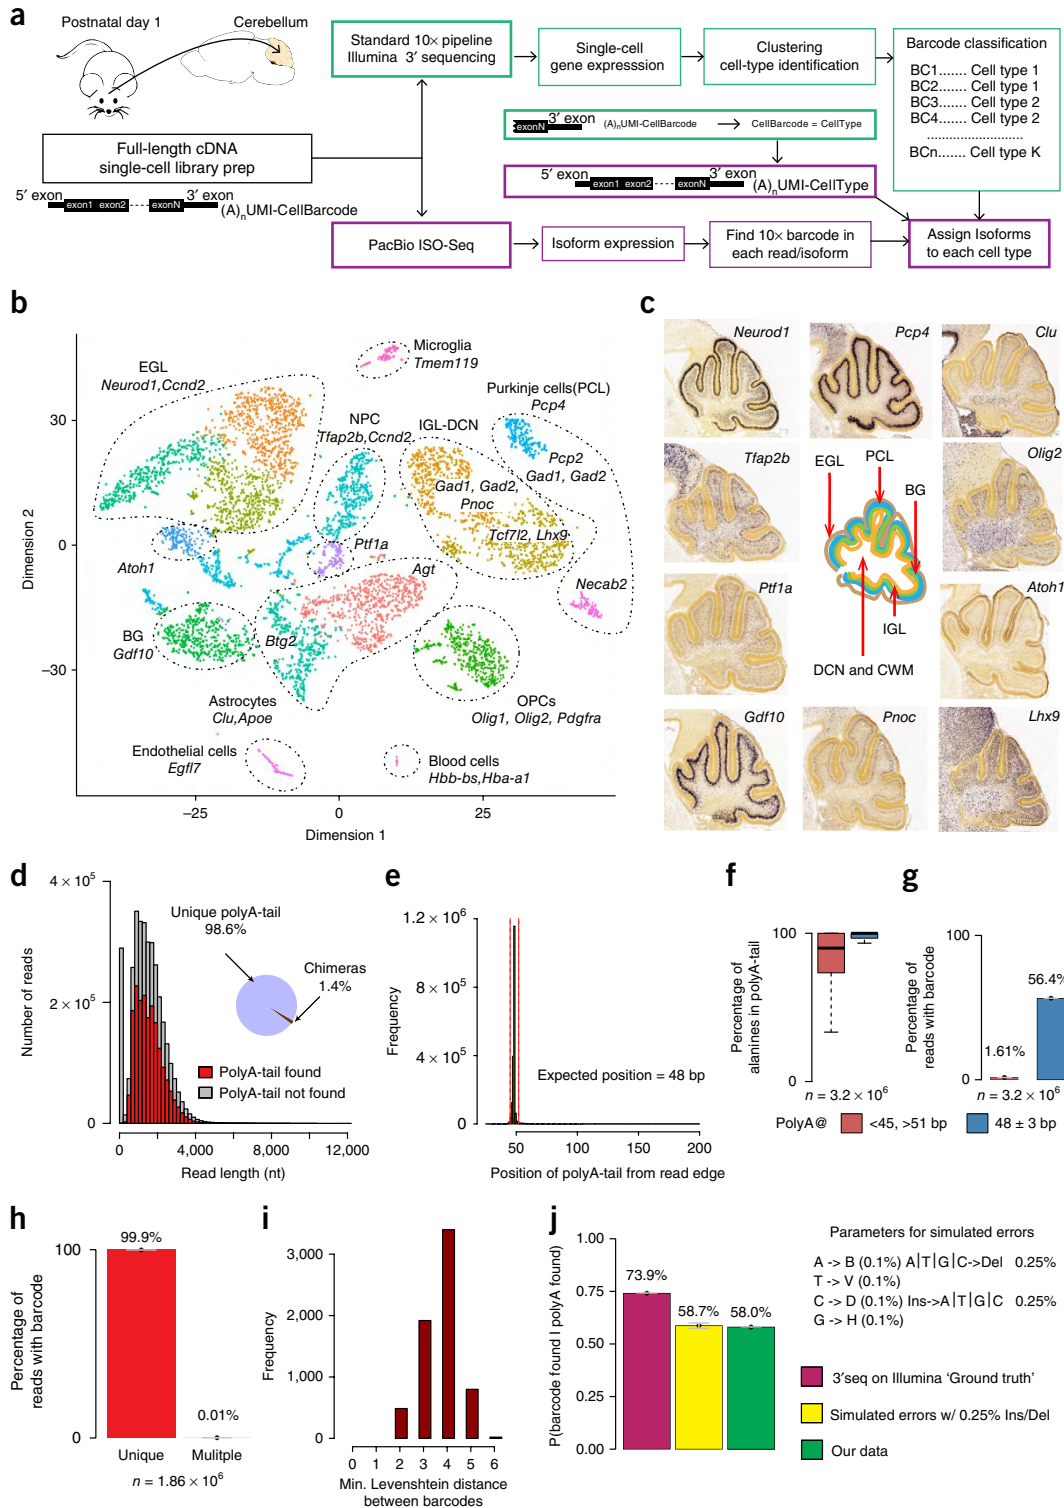 a
Postnatal day 1
Cerebellum
Full-length cDNA
single-cell library prep
5′ exon
3′ exon
exon1 exon2
exonN
(A)nUMI-CellBarcode
Standard 10× pipeline
Illumina 3′ sequencing
Single-cell
gene expresssion
Clustering
cell-type identification
Barcode classification
BC1....... Cell type 1
BC2....... Cell type 1
BC3....... Cell type 2
BC4....... Cell type 2
........................
BCn....... Cell type K
3′ exon
exonN
(A)nUMI-CellBarcode
CellBarcode = CellType
5′ exon
3′ exon
exon1 exon2
exonN
(A)nUMI-CellType
PacBio ISO-Seq
Isoform expression
Find 10× barcode in
each read/isoform
Assign Isoforms
to each cell type
b
Dimension 2
30
0
−30
−25
0
25
Dimension 1
EGL
Neurod1,Ccnd2
Microglia
Tmem119
Purkinje cells(PCL)
Pcp4
NPC
Tfap2b,Ccnd2
IGL-DCN
Pcp2
Gad1, Gad2
Gad1, Gad2,
Pnoc
Tcf7l2, Lhx9
Ptf1a
Atoh1
Agt
Necab2
BG
Gdf10
Btg2
Astrocytes
Clu,Apoe
OPCs
Olig1, Olig2, Pdgfra
Endothelial cells
Egfl7
Blood cells
Hbb-bs,Hba-a1
c
Neurod1
Pcp4
Clu
Tfap2b
EGL
PCL
BG
Olig2
Ptf1a
IGL
DCN and CWM
Atoh1
Gdf10
Pnoc
Lhx9
d
Number of reads
4 × 10⁵
2 × 10⁵
0
0
4,000
8,000
12,000
Read length (nt)
Unique polyA-tail
98.6%
Chimeras
1.4%
PolyA-tail found
PolyA-tail not found
e
Frequency
1.2 × 10⁶
8 × 10⁵
4 × 10⁵
0
50
100
150
200
Position of polyA-tail from read edge
Expected position = 48 bp
f
Percentage of
alanines in polyA-tail
100
0
n = 3.2 × 10⁶
g
Percentage of
reads with barcode
100
0
1.61%
56.4%
n = 3.2 × 10⁶
PolyA@
<45, >51 bp
48 ± 3 bp
h
Percentage of
reads with barcode
100
0
99.9%
0.01%
Unique
Mulitple
n = 1.86 × 10⁶
i
Frequency
3,000
2,000
1,000
0
0 1 2 3 4 5 6
Min. Levenshtein distance
between barcodes
j
P(barcode found I polyA found)
1.00
0.75
0.50
0.25
0.00
73.9%
58.7%
58.0%
Parameters for simulated errors
A -> B (0.1%) A|T|G|C->Del 0.25%
T -> V (0.1%)
C -> D (0.1%) Ins->A|T|G|C 0.25%
G -> H (0.1%)
3′seq on Illumina ‘Ground truth’
Simulated errors w/ 0.25% Ins/Del
Our data